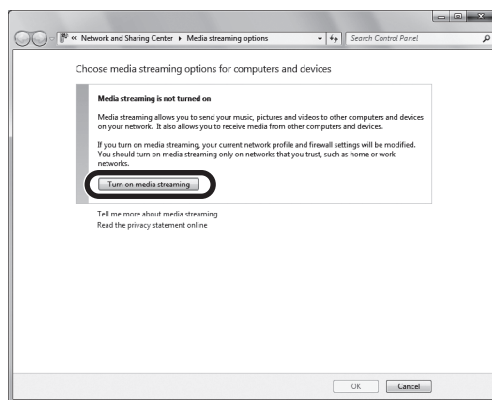 « Network and Sharing Center ▸ Media streaming options
Search Control Panel
Choose media streaming options for computers and devices
Media streaming is not turned on
Media streaming allows you to send your music, pictures and videos to other computers and devices
on your network. It also allows you to receive media from other computers and devices.
If you turn on media streaming, your current network profile and firewall settings will be modified.
You should turn on media streaming only on networks that you trust, such as home or work
networks.
Turn on media streaming
Tell me more about media streaming
Read the privacy statement online
OK
Cancel